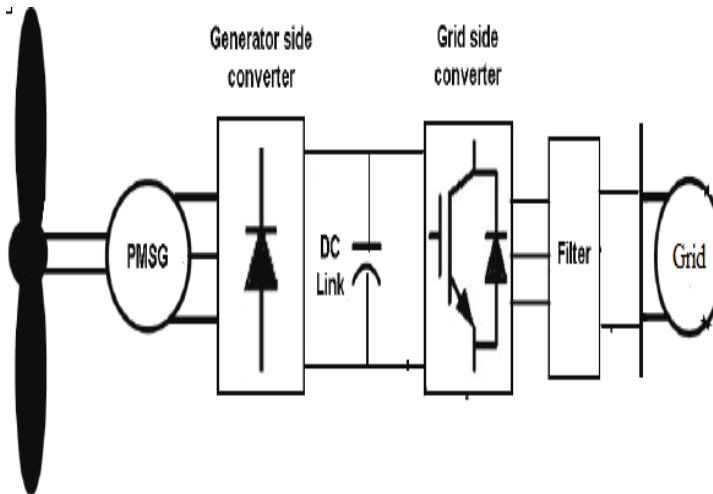 Generator side
converter
Grid side
converter
PMSG
DC
Link
Filter
Grid